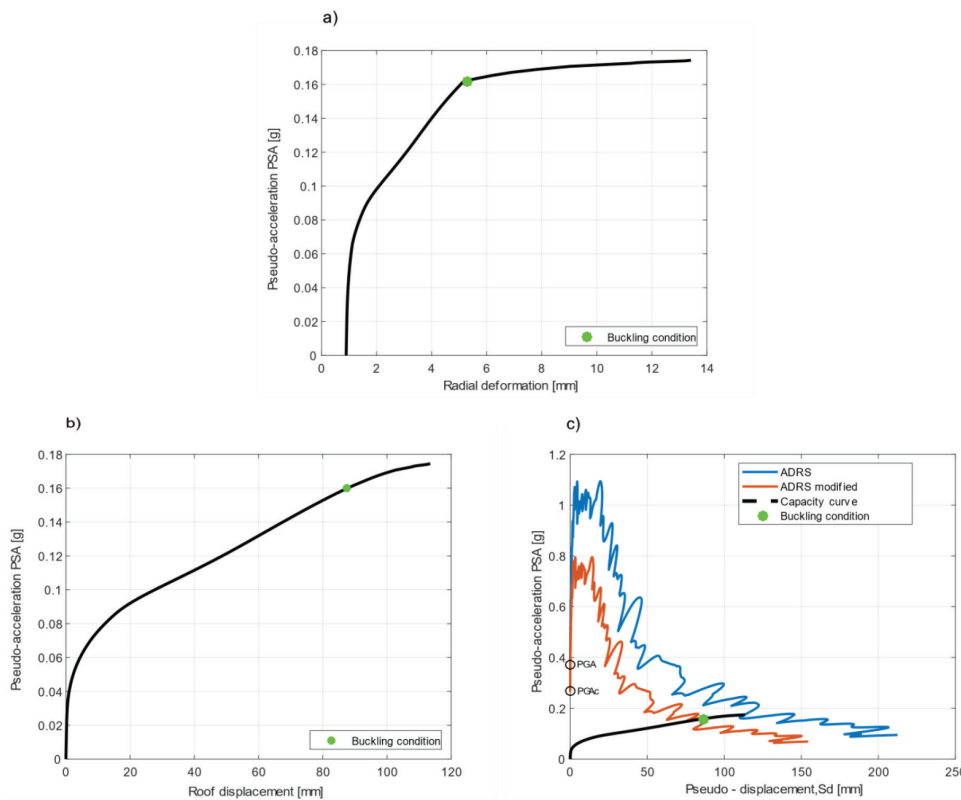 a)
0.18
0.16
0.14
0.12
0.1
0.08
0.06
0.04
0.02
0
Pseudo-acceleration PSA [g]
Buckling condition
0 2 4 6 8 10 12 14
Radial deformation [mm]
b)
0.18
0.16
0.14
0.12
0.1
0.08
0.06
0.04
0.02
0
Pseudo-acceleration PSA [g]
Buckling condition
0 20 40 60 80 100 120
Roof displacement [mm]
c)
1.2
1
0.8
0.6
0.4
0.2
0
Pseudo-acceleration PSA [g]
ADRS
ADRS modified
Capacity curve
Buckling condition
PGA
PGAc
0 50 100 150 200 250
Pseudo - displacement,Sd [mm]